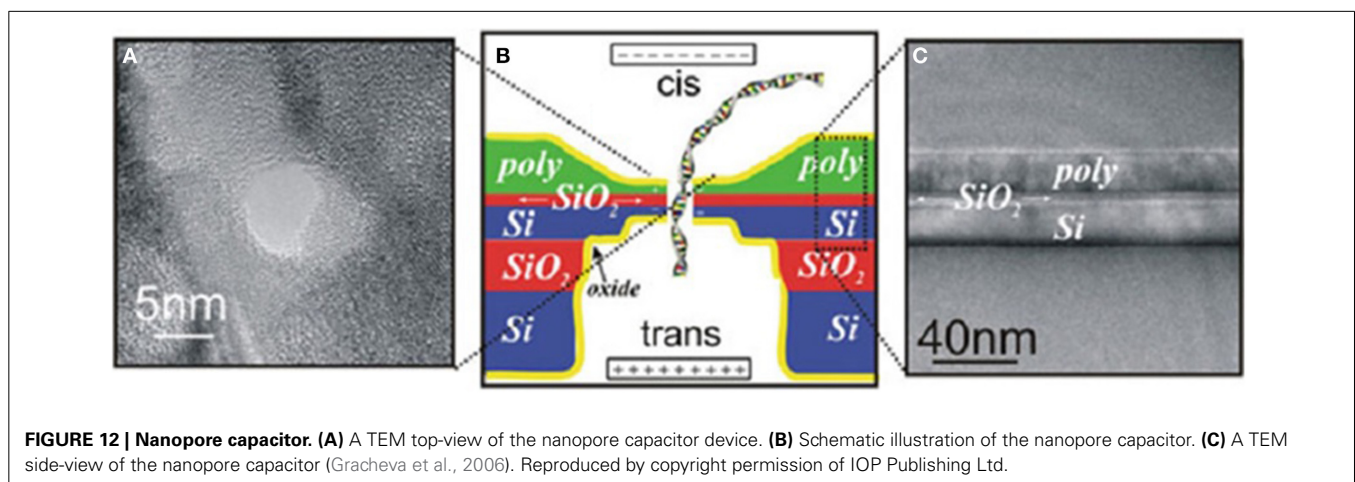 A
5nm
B
– – – – – – – – –
cis
poly
poly
SiO₂
Si
Si
SiO₂
SiO₂
oxide
Si
Si
trans
+ + + + + + + + +
C
poly
SiO₂
Si
40nm
FIGURE 12 | Nanopore capacitor. (A) A TEM top-view of the nanopore capacitor device. (B) Schematic illustration of the nanopore capacitor. (C) A TEM
side-view of the nanopore capacitor (Gracheva et al., 2006). Reproduced by copyright permission of IOP Publishing Ltd.